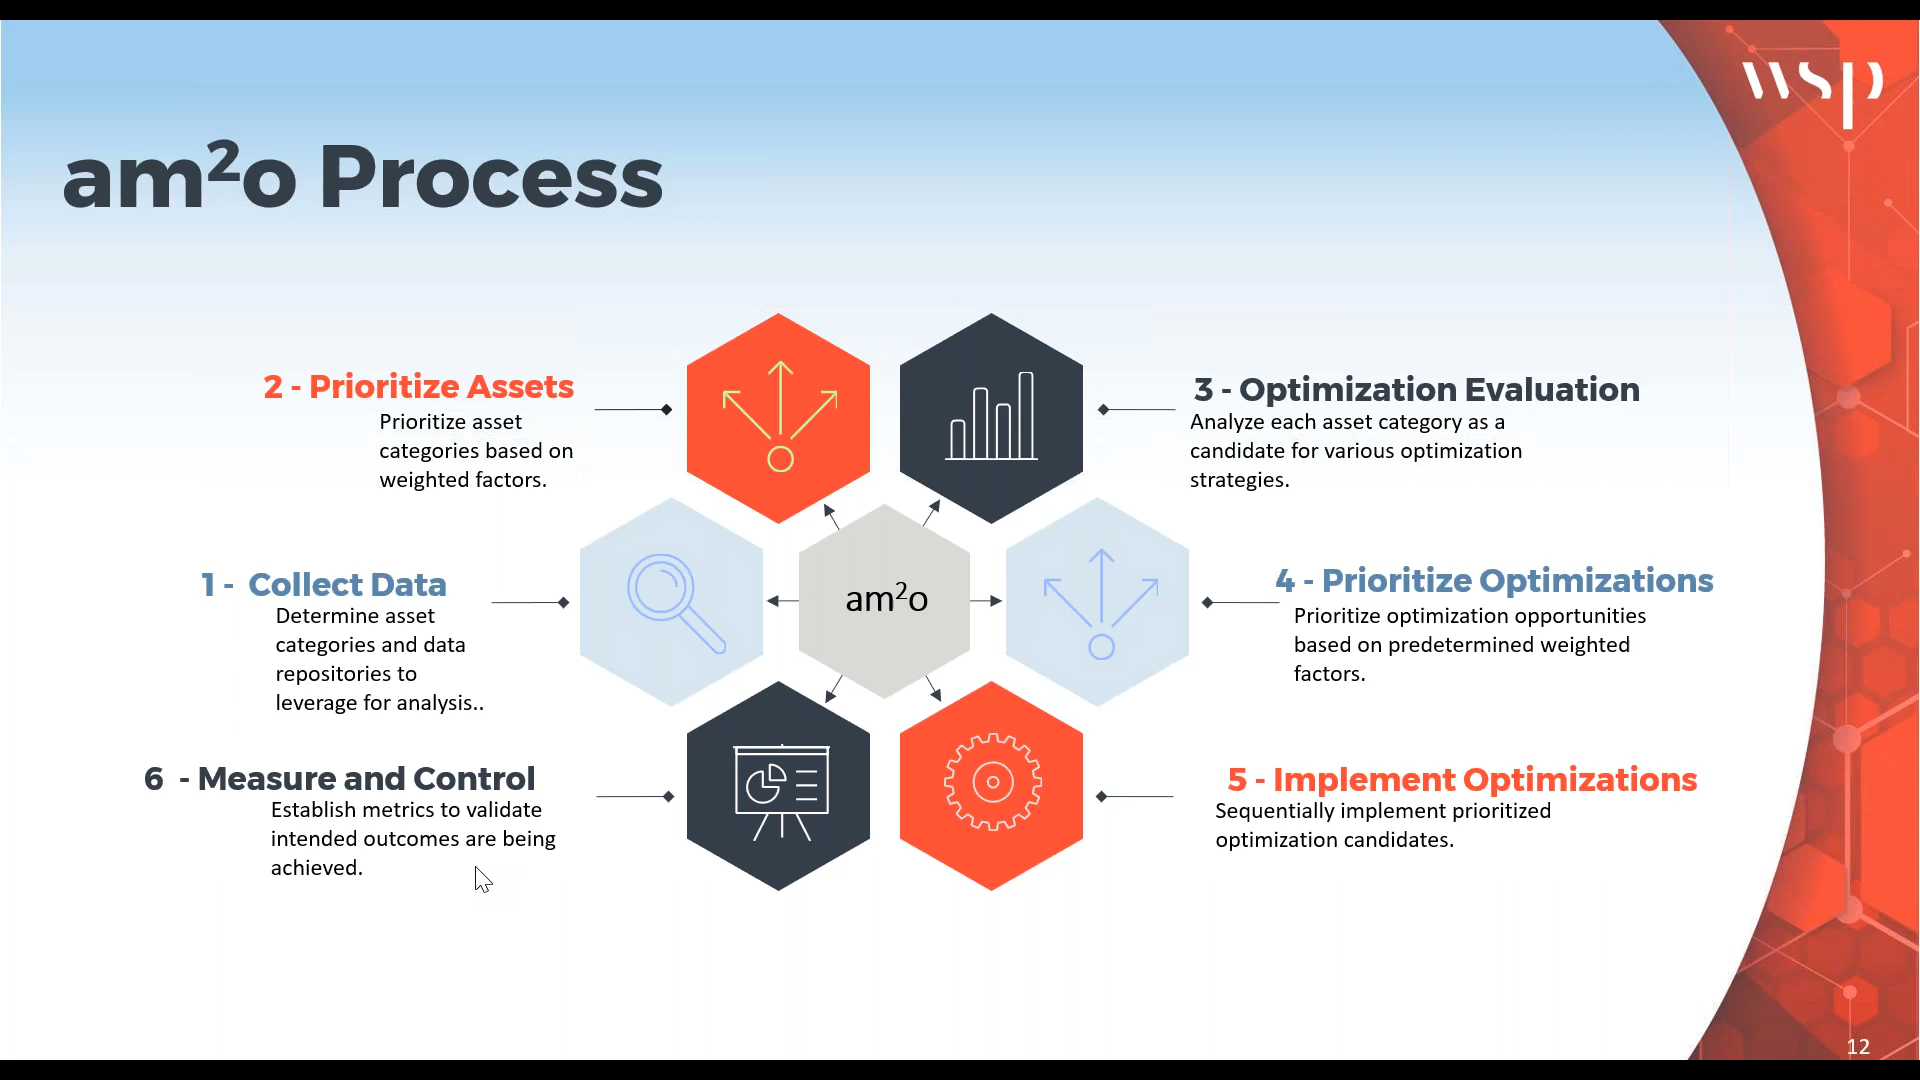 wsp
am²o Process
2 - Prioritize Assets
Prioritize asset
categories based on
weighted factors.
3 - Optimization Evaluation
Analyze each asset category as a
candidate for various optimization
strategies.
1 -  Collect Data
Determine asset
categories and data
repositories to
leverage for analysis..
am²o
4 - Prioritize Optimizations
Prioritize optimization opportunities
based on predetermined weighted
factors.
6  - Measure and Control
Establish metrics to validate
intended outcomes are being
achieved.
5 - Implement Optimizations
Sequentially implement prioritized
optimization candidates.
12